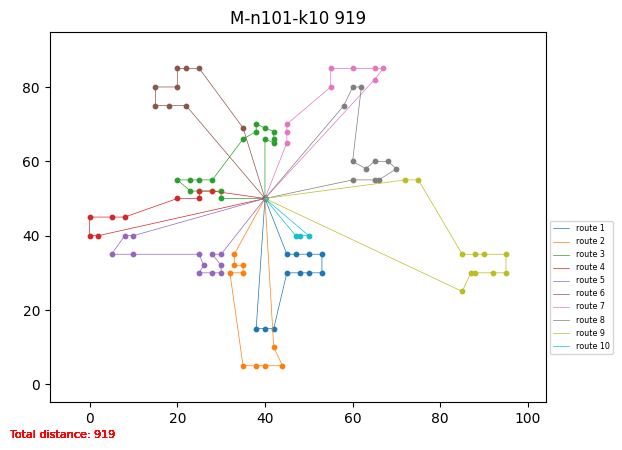 M-n101-k10 919
80
60
40
20
0
0 20 40 60 80 100
route 1
route 2
route 3
route 4
route 5
route 6
route 7
route 8
route 9
route 10
Total distance: 919